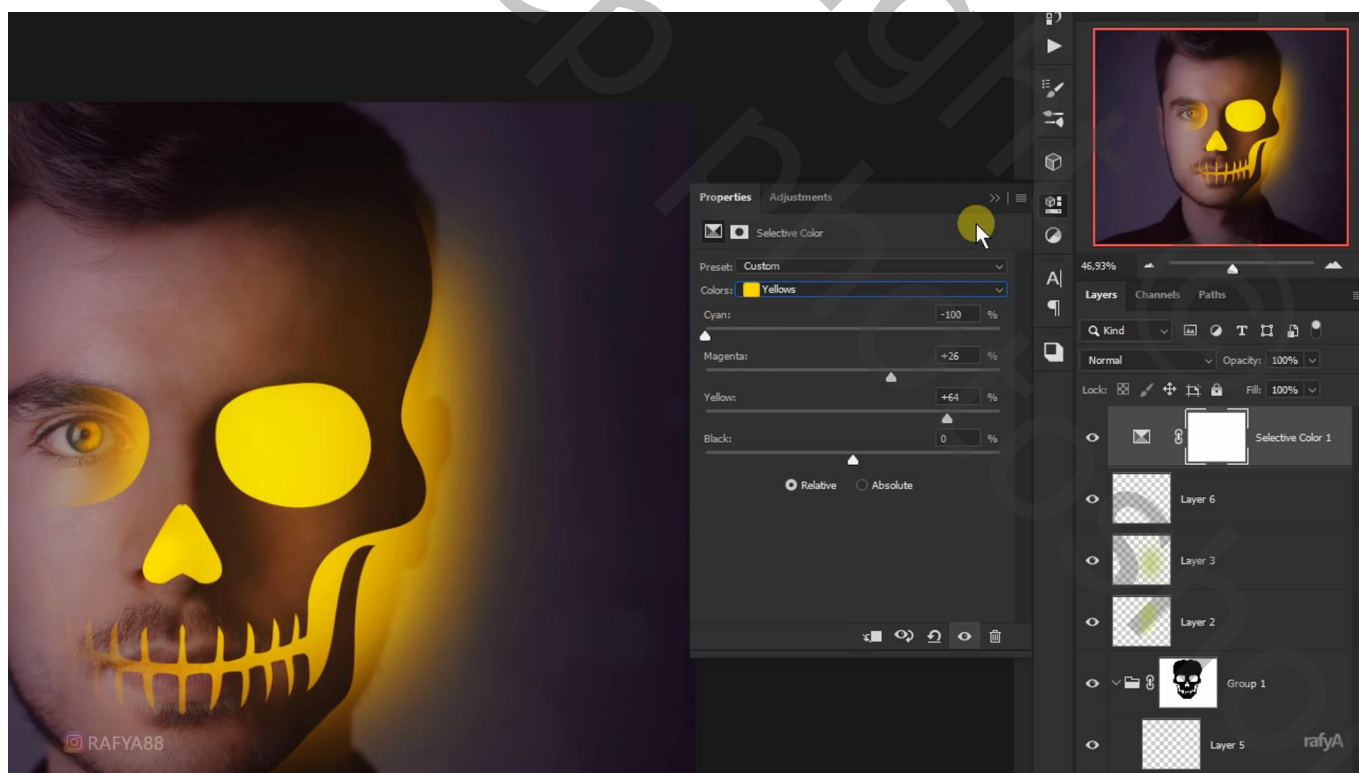 Properties Adjustments
Selective Color
Preset: Custom
Colors: Yellows
Cyan: -100 %
Magenta: +26 %
Yellow: +64 %
Black: 0 %
Relative Absolute
46,93%
Layers Channels Paths
Kind
Normal Opacity: 100%
Lock: Fill: 100%
Selective Color 1
Layer 6
Layer 3
Layer 2
Group 1
Layer 5
RAFYA88
rafyA